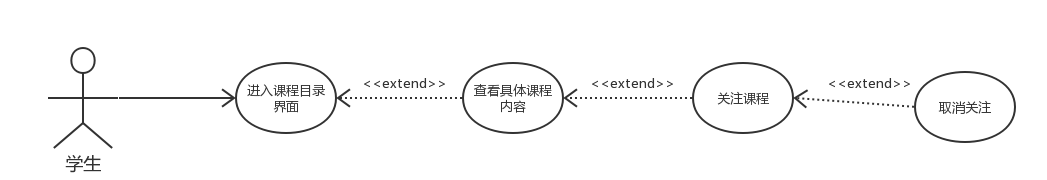 <<extend>>
<<extend>>
<<extend>>
进入课程目录
界面
查看具体课程
内容
关注课程
取消关注
学生